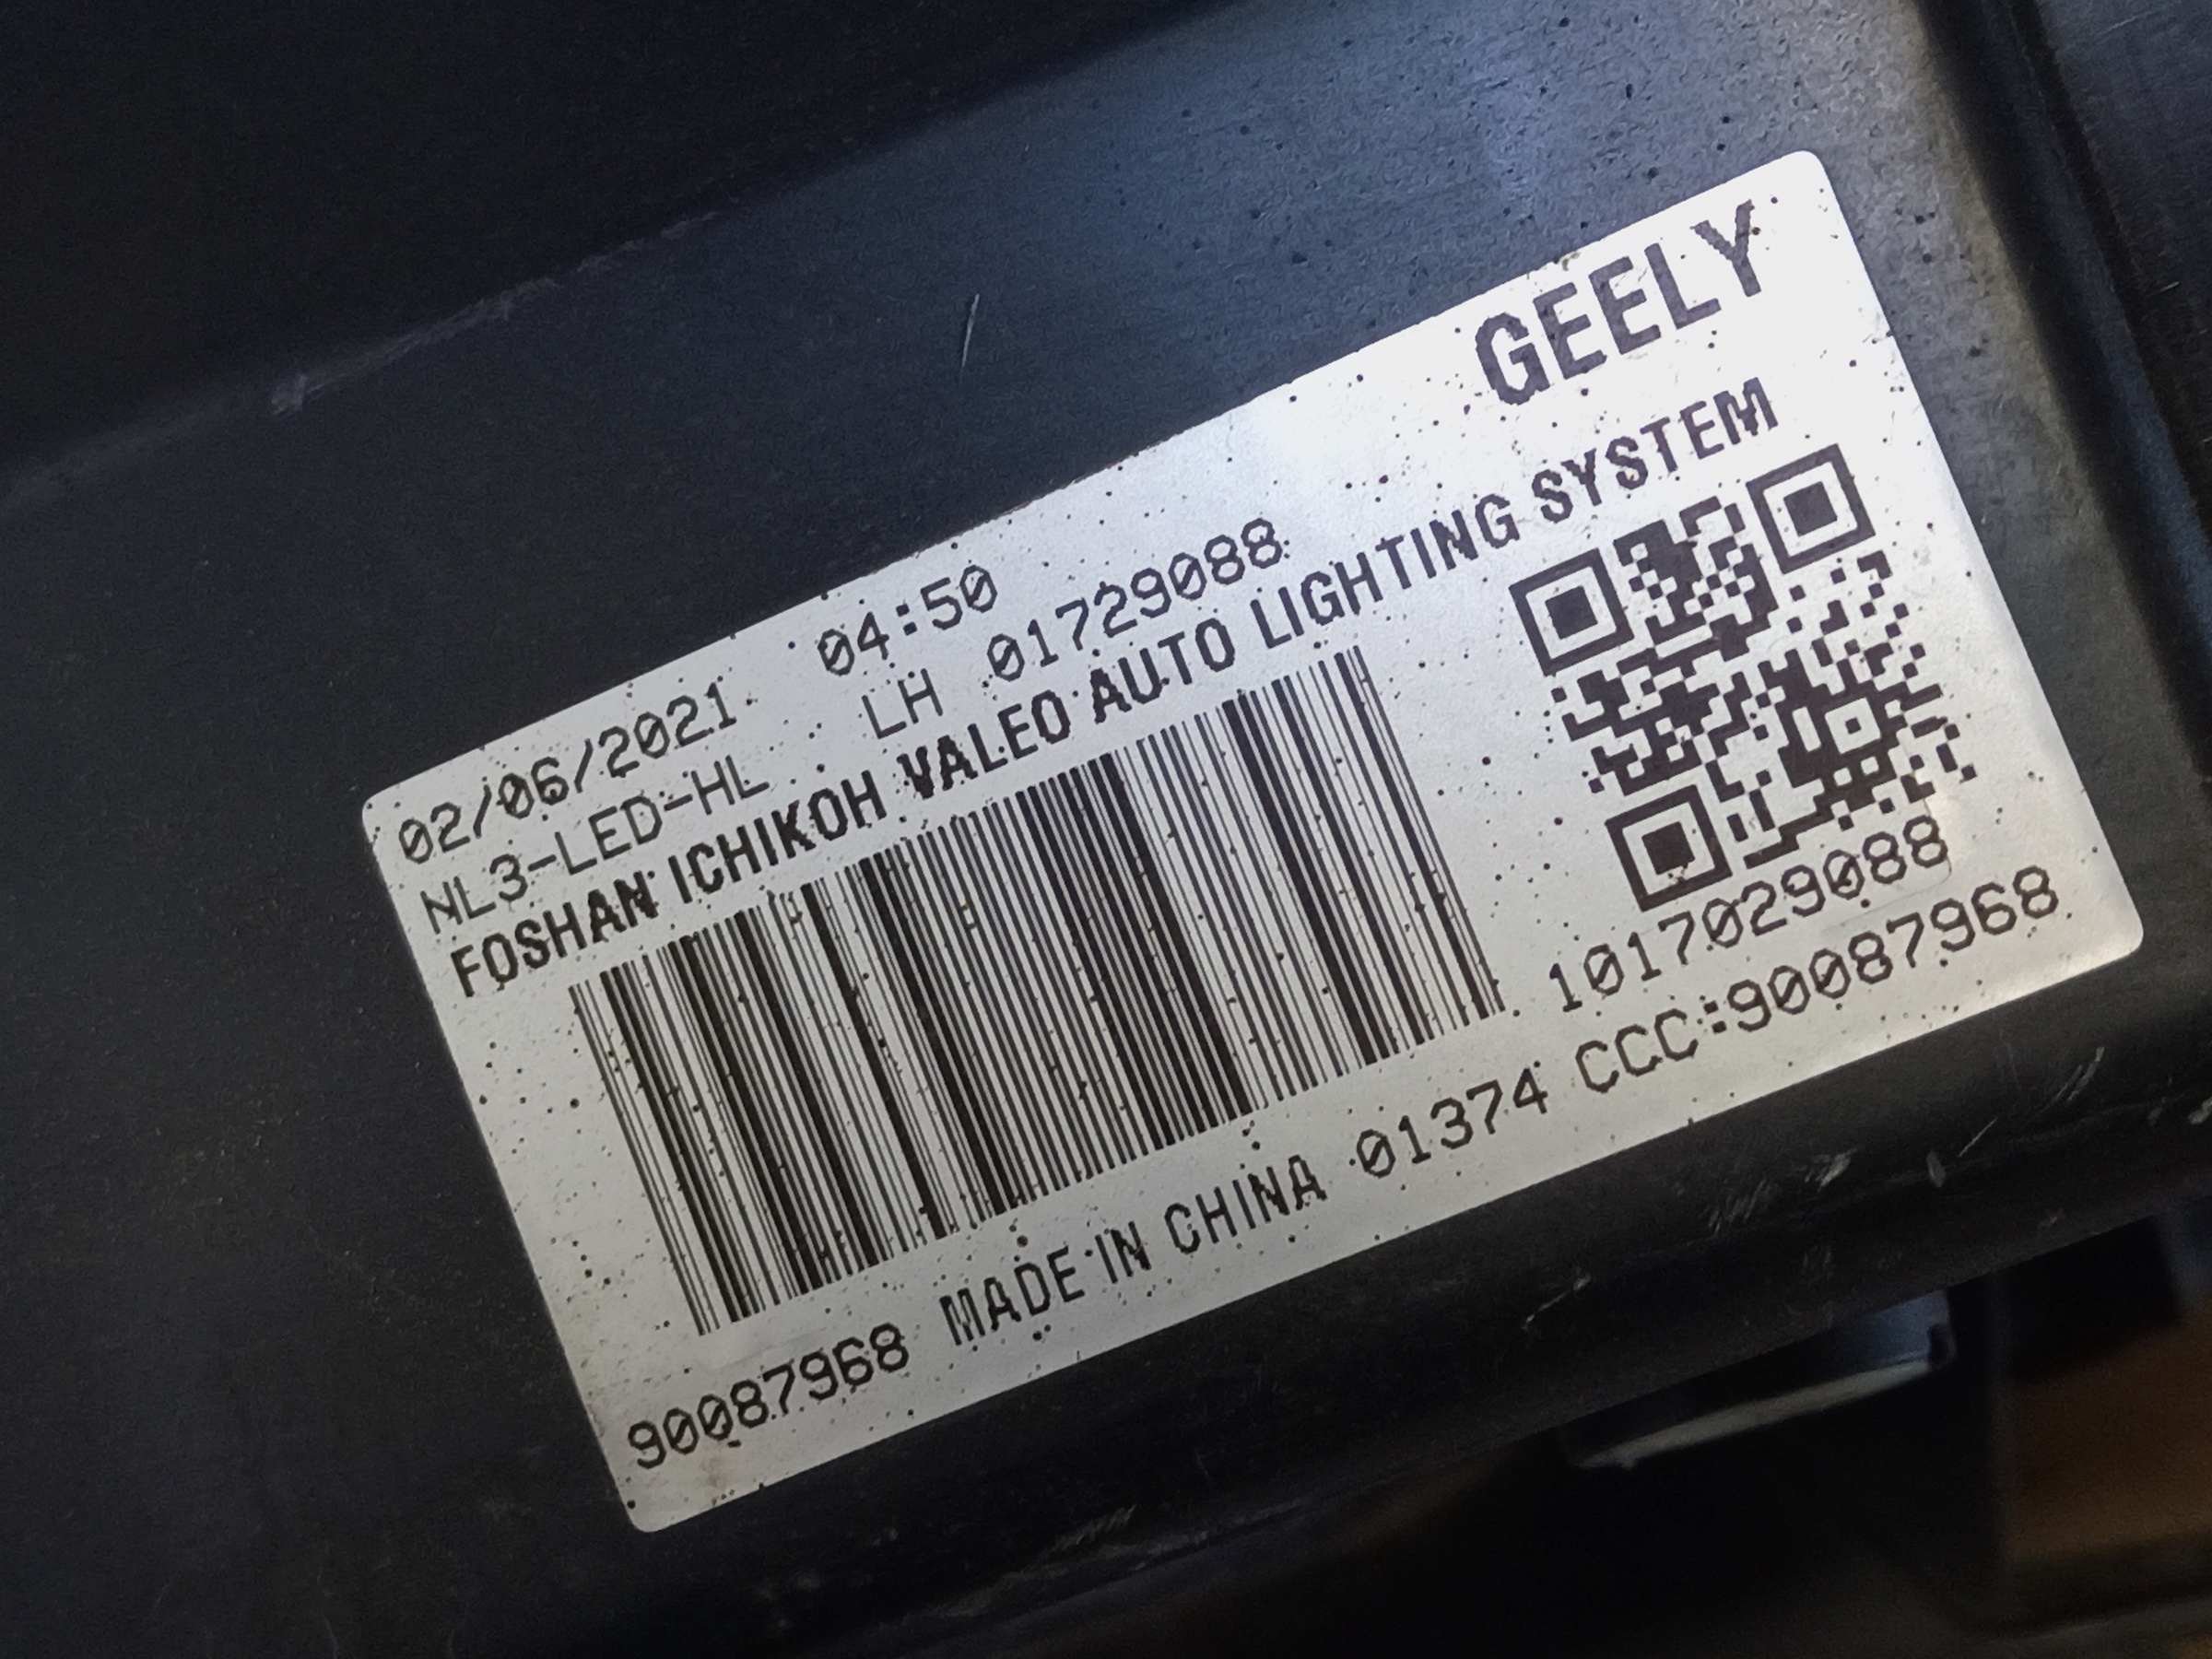 GEELY
02/06/2021 04:50
NL3-LED-HL LH 01729088
FOSHAN ICHIKOH VALEO AUTO LIGHTING SYSTEM
1017029088
90087968 MADE IN CHINA 01374 CCC:90087968